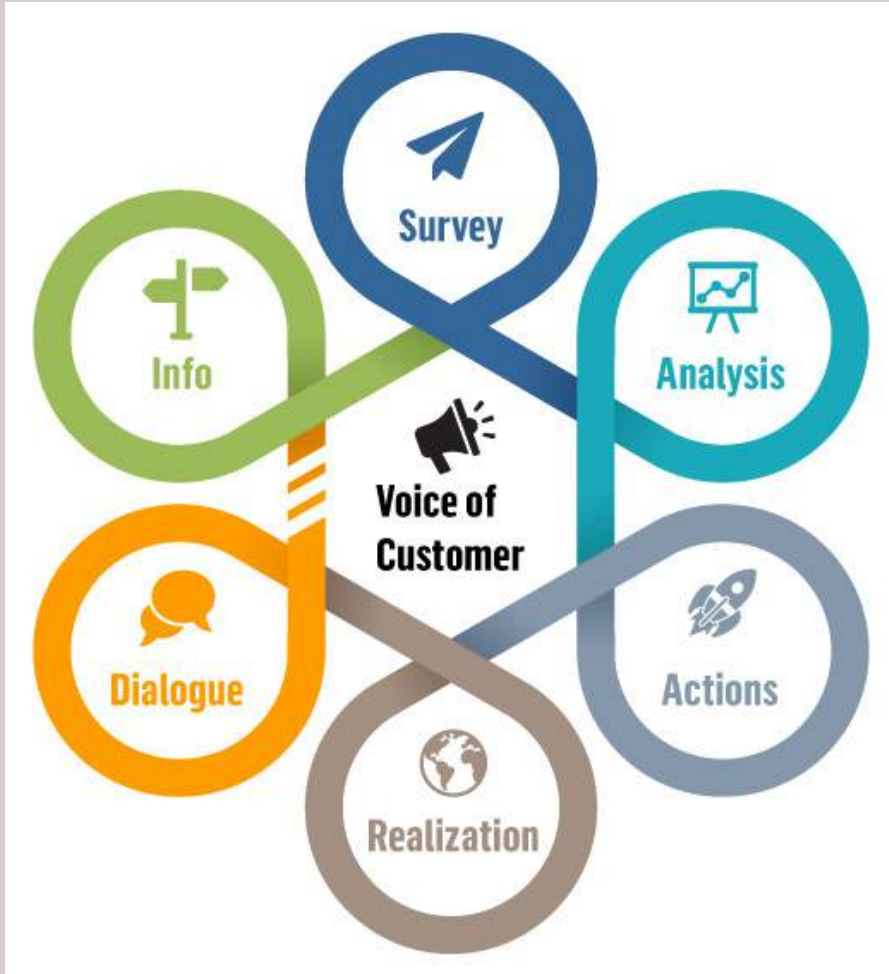 Survey
Info
Analysis
Voice of
Customer
Dialogue
Actions
Realization